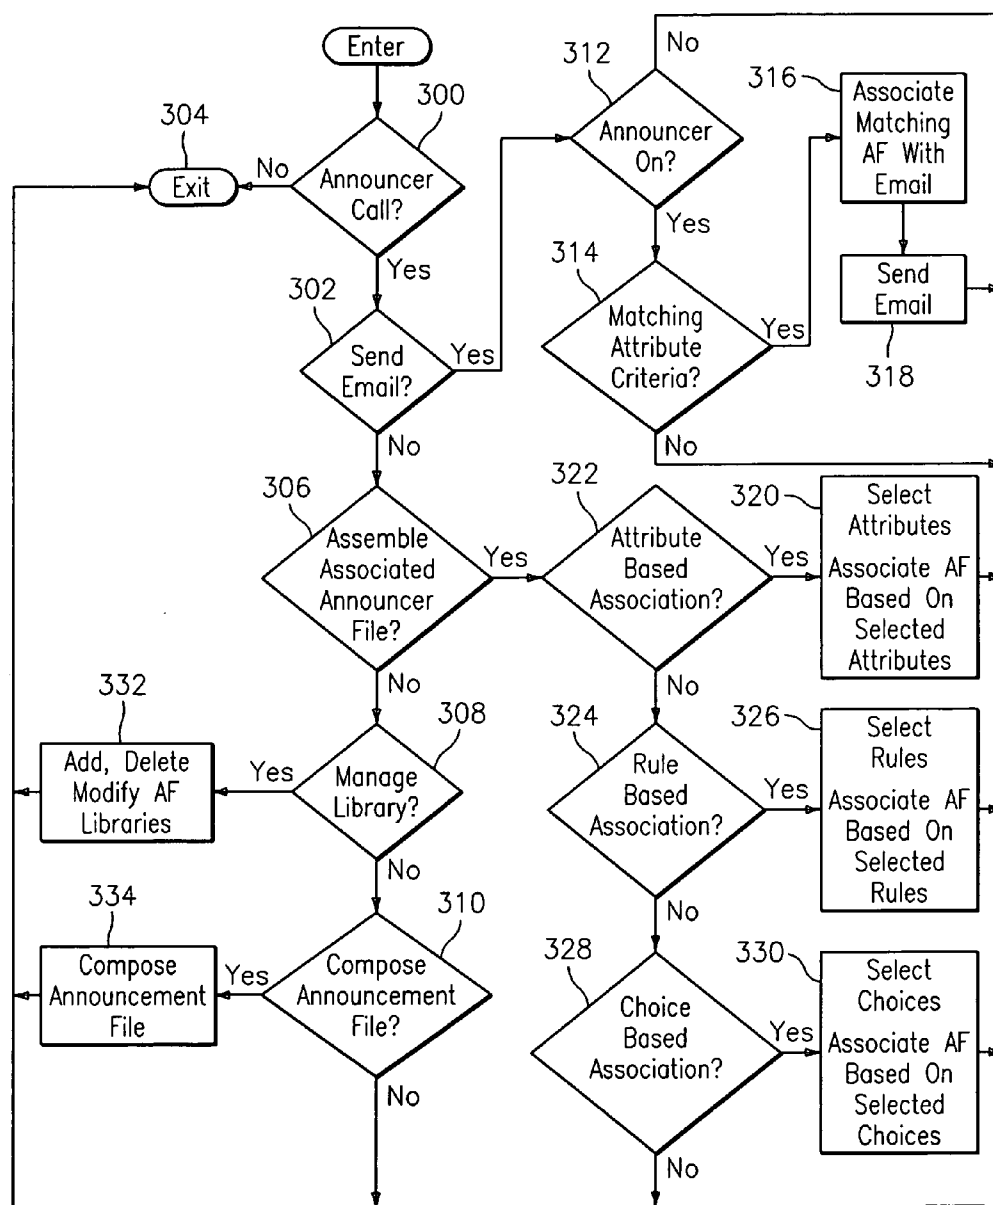 Enter
300
304
No
Exit
Announcer
Call?
Yes
302
Send
Email?
Yes
No
312
No
Announcer
On?
Yes
314
Matching
Attribute
Criteria?
Yes
No
316
Associate
Matching
AF With
Email
Send
Email
318
306
Assemble
Associated
Announcer
File?
Yes
No
322
Attribute
Based
Association?
Yes
No
320
Select
Attributes
Associate AF
Based On
Selected
Attributes
332
Add, Delete
Modify AF
Libraries
Yes
308
Manage
Library?
No
324
Rule
Based
Association?
Yes
No
326
Select
Rules
Associate AF
Based On
Selected
Rules
334
Compose
Announcement
File
Yes
310
Compose
Announcement
File?
No
328
Choice
Based
Association?
Yes
No
330
Select
Choices
Associate AF
Based On
Selected
Choices